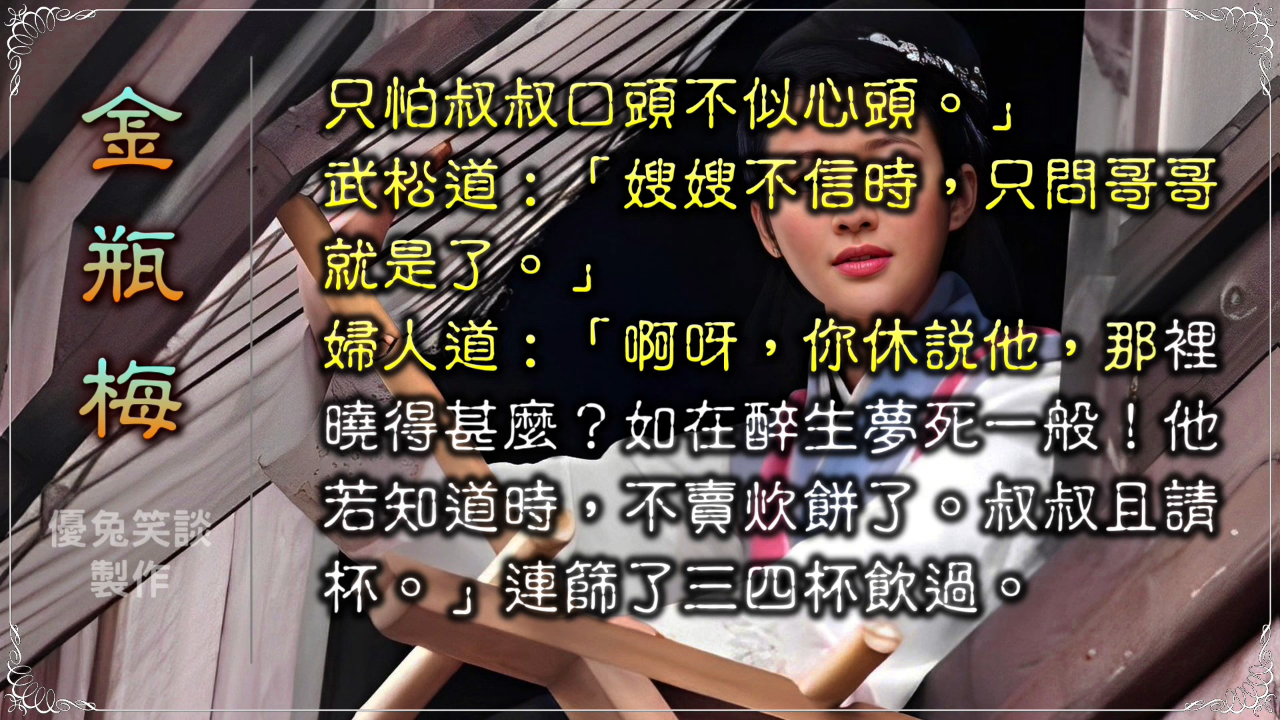 金瓶梅
只怕叔叔口頭不似心頭。」
武松道：「嫂嫂不信時，只問哥哥
就是了。」
婦人道：「啊呀，你休説他，那裡
曉得甚麼？如在醉生夢死一般！他
若知道時，不賣炊餅了。叔叔且請
杯。」連篩了三四杯飲過。
優兔笑談
製作